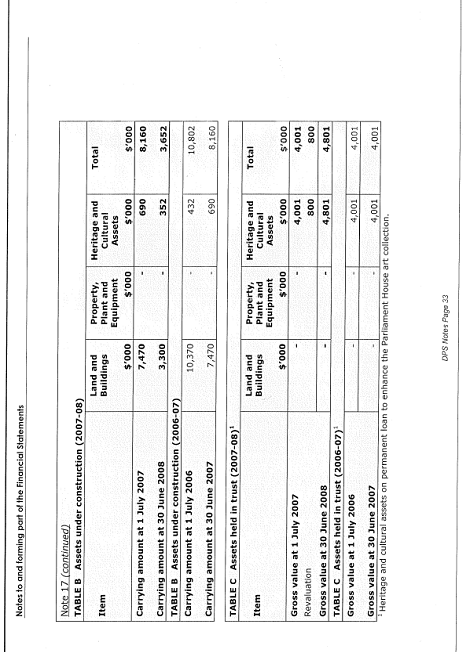 Notes to and forming part of the Financial Statements
Note 17 (continued)
TABLE B Assets under construction (2007-08)
Item Land and Buildings Property, Plant and Equipment Heritage and Cultural Assets Total
$'000 $'000 $'000 $'000
Carrying amount at 1 July 2007 7,470 - 690 8,160
Carrying amount at 30 June 2008 3,300 - 352 3,652
TABLE B Assets under construction (2006-07)
Carrying amount at 1 July 2006 10,370 - 432 10,802
Carrying amount at 30 June 2007 7,470 - 690 8,160
TABLE C Assets held in trust (2007-08)¹
Item Land and Buildings Property, Plant and Equipment Heritage and Cultural Assets Total
$'000 $'000 $'000 $'000
Gross value at 1 July 2007 - - 4,001 4,001
Revaluation 800 800
Gross value at 30 June 2008 - - 4,801 4,801
TABLE C Assets held in trust (2006-07)¹
Gross value at 1 July 2006 - - 4,001 4,001
Gross value at 30 June 2007 - - 4,001 4,001
¹ Heritage and cultural assets on permanent loan to enhance the Parliament House art collection.
DPS Notes Page 33